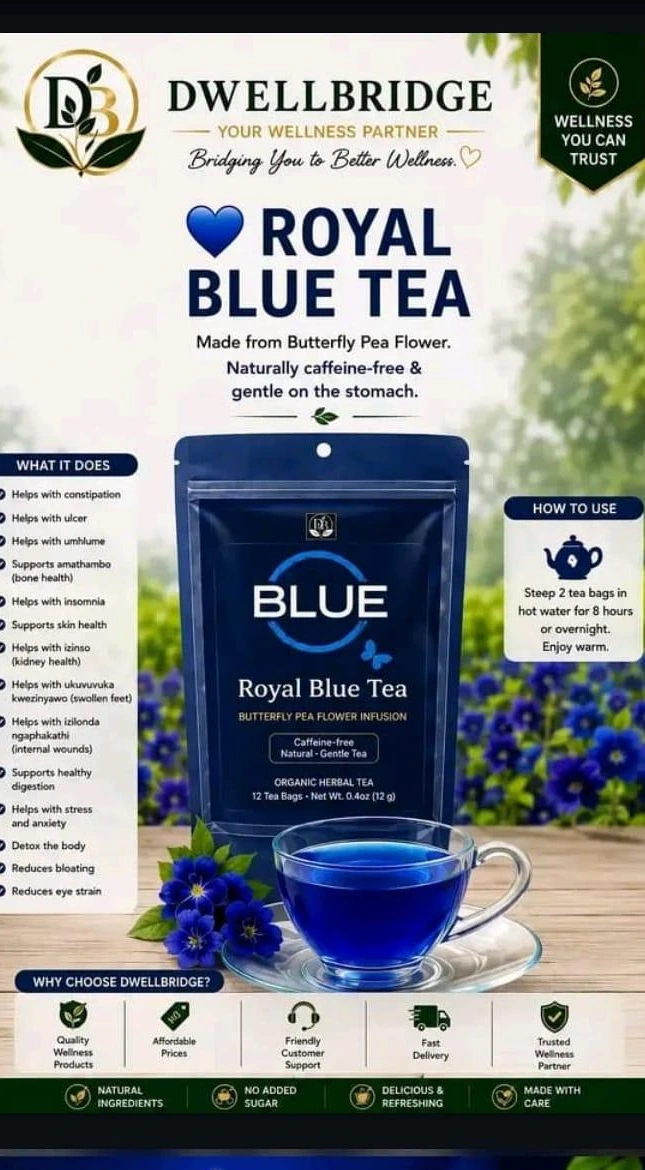 DB
DWELLBRIDGE
YOUR WELLNESS PARTNER
Bridging You to Better Wellness.
WELLNESS
YOU CAN
TRUST
ROYAL
BLUE TEA
Made from Butterfly Pea Flower.
Naturally caffeine-free &
gentle on the stomach.
WHAT IT DOES
Helps with constipation
Helps with ulcer
Helps with umhlume
Supports amathambo
(bone health)
Helps with insomnia
Supports skin health
Helps with izinso
(kidney health)
Helps with ukuvuvuka
kwezinyawo (swollen feet)
Helps with izilonda
ngaphakathi
(internal wounds)
Supports healthy
digestion
Helps with stress
and anxiety
Detox the body
Reduces bloating
Reduces eye strain
DB
BLUE
Royal Blue Tea
BUTTERFLY PEA FLOWER INFUSION
Caffeine-free
Natural - Gentle Tea
ORGANIC HERBAL TEA
12 Tea Bags • Net Wt. 0.4oz (12 g)
HOW TO USE
Steep 2 tea bags in
hot water for 8 hours
or overnight.
Enjoy warm.
WHY CHOOSE DWELLBRIDGE?
Quality
Wellness
Products
Affordable
Prices
Friendly
Customer
Support
Fast
Delivery
Trusted
Wellness
Partner
NATURAL
INGREDIENTS
NO ADDED
SUGAR
DELICIOUS &
REFRESHING
MADE WITH
CARE